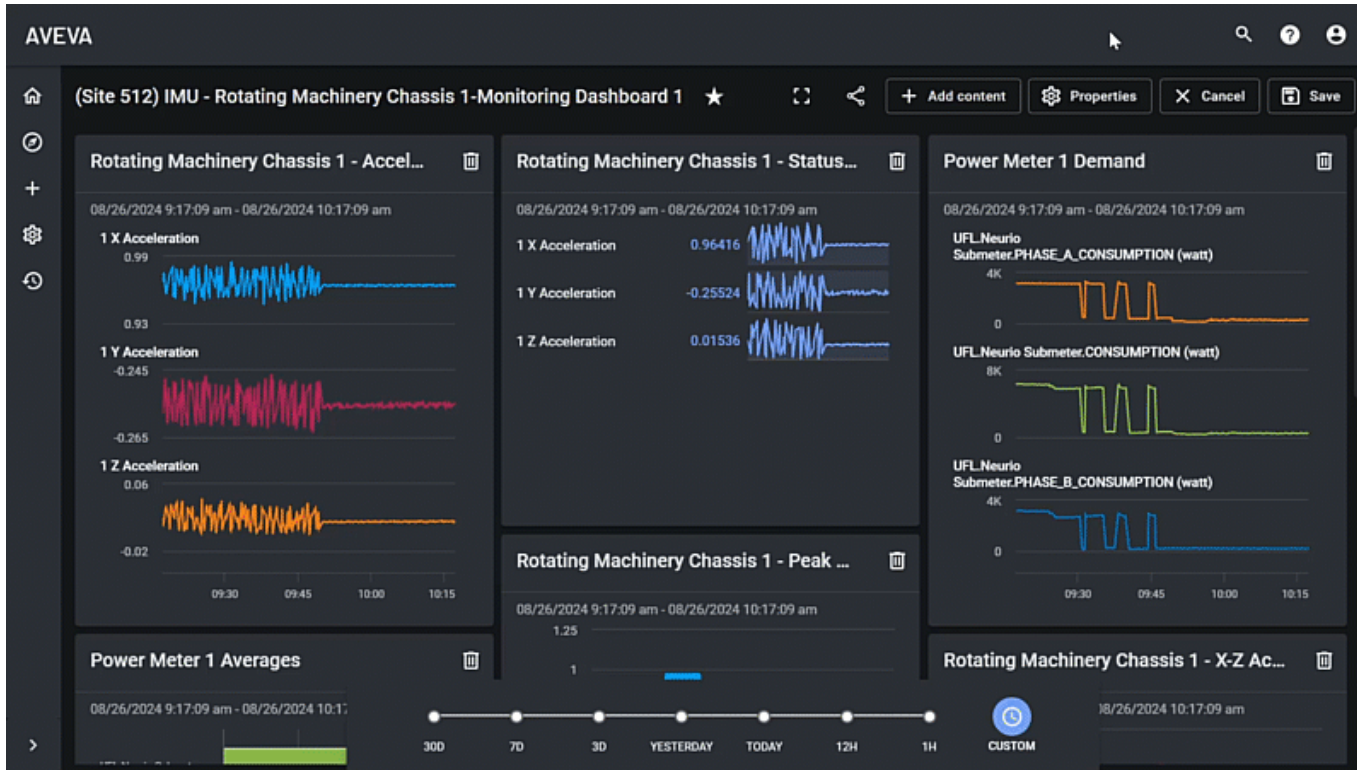 AVEVA
(Site 512) IMU - Rotating Machinery Chassis 1-Monitoring Dashboard 1
Add content
Properties
Cancel
Save
Rotating Machinery Chassis 1 - Accel...
08/26/2024 9:17:09 am - 08/26/2024 10:17:09 am
1 X Acceleration
0.99
0.93
1 Y Acceleration
-0.245
-0.265
1 Z Acceleration
0.06
-0.02
09:30 09:45 10:00 10:15
Rotating Machinery Chassis 1 - Status...
08/26/2024 9:17:09 am - 08/26/2024 10:17:09 am
1 X Acceleration 0.96416
1 Y Acceleration -0.25524
1 Z Acceleration 0.01536
Power Meter 1 Demand
08/26/2024 9:17:09 am - 08/26/2024 10:17:09 am
UFL.Neurio
Submeter.PHASE_A_CONSUMPTION (watt)
4K
0
UFL.Neurio Submeter.CONSUMPTION (watt)
8K
0
UFL.Neurio
Submeter.PHASE_B_CONSUMPTION (watt)
4K
0
09:30 09:45 10:00 10:15
Rotating Machinery Chassis 1 - Peak ...
08/26/2024 9:17:09 am - 08/26/2024 10:17:09 am
1.25
1
Power Meter 1 Averages
08/26/2024 9:17:09 am - 08/26/2024 10:17
Rotating Machinery Chassis 1 - X-Z Ac...
/26/2024 9:17:09 am - 08/26/2024 10:17:09 am
30D 7D 3D YESTERDAY TODAY 12H 1H CUSTOM